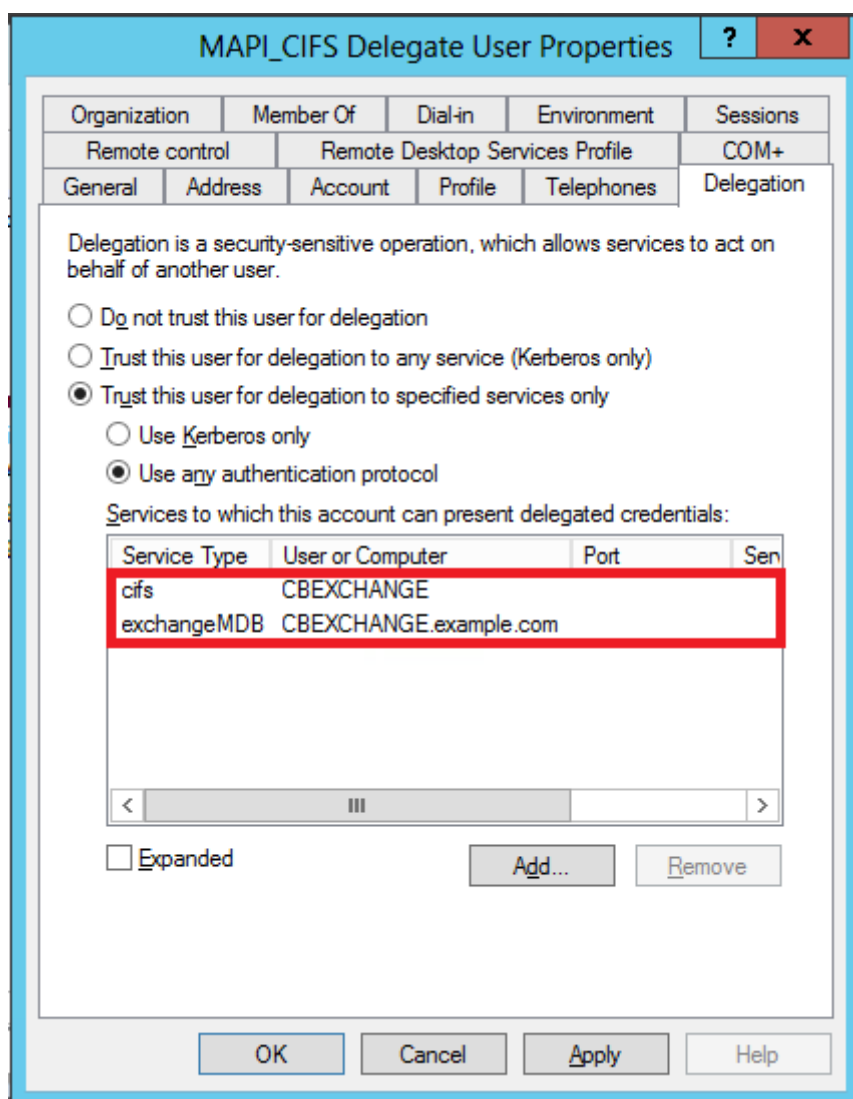 MAPI_CIFS Delegate User Properties ? x
Organization Member Of Dial-in Environment Sessions
Remote control Remote Desktop Services Profile COM+
General Address Account Profile Telephones Delegation
Delegation is a security-sensitive operation, which allows services to act on
behalf of another user.
Do not trust this user for delegation
Trust this user for delegation to any service (Kerberos only)
Trust this user for delegation to specified services only
Use Kerberos only
Use any authentication protocol
Services to which this account can present delegated credentials:
Service Type User or Computer Port Serv
cifs CBEXCHANGE
exchangeMDB CBEXCHANGE.example.com
Expanded Add... Remove
OK Cancel Apply Help